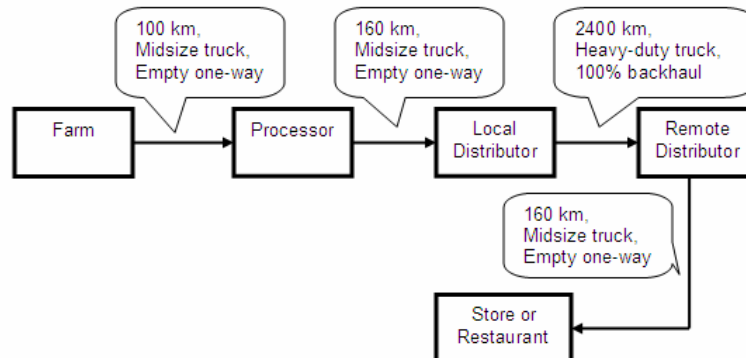 100 km,
Midsize truck,
Empty one-way
160 km,
Midsize truck,
Empty one-way
2400 km,
Heavy-duty truck,
100% backhaul
Farm
Processor
Local
Distributor
Remote
Distributor
160 km,
Midsize truck,
Empty one-way
Store or
Restaurant